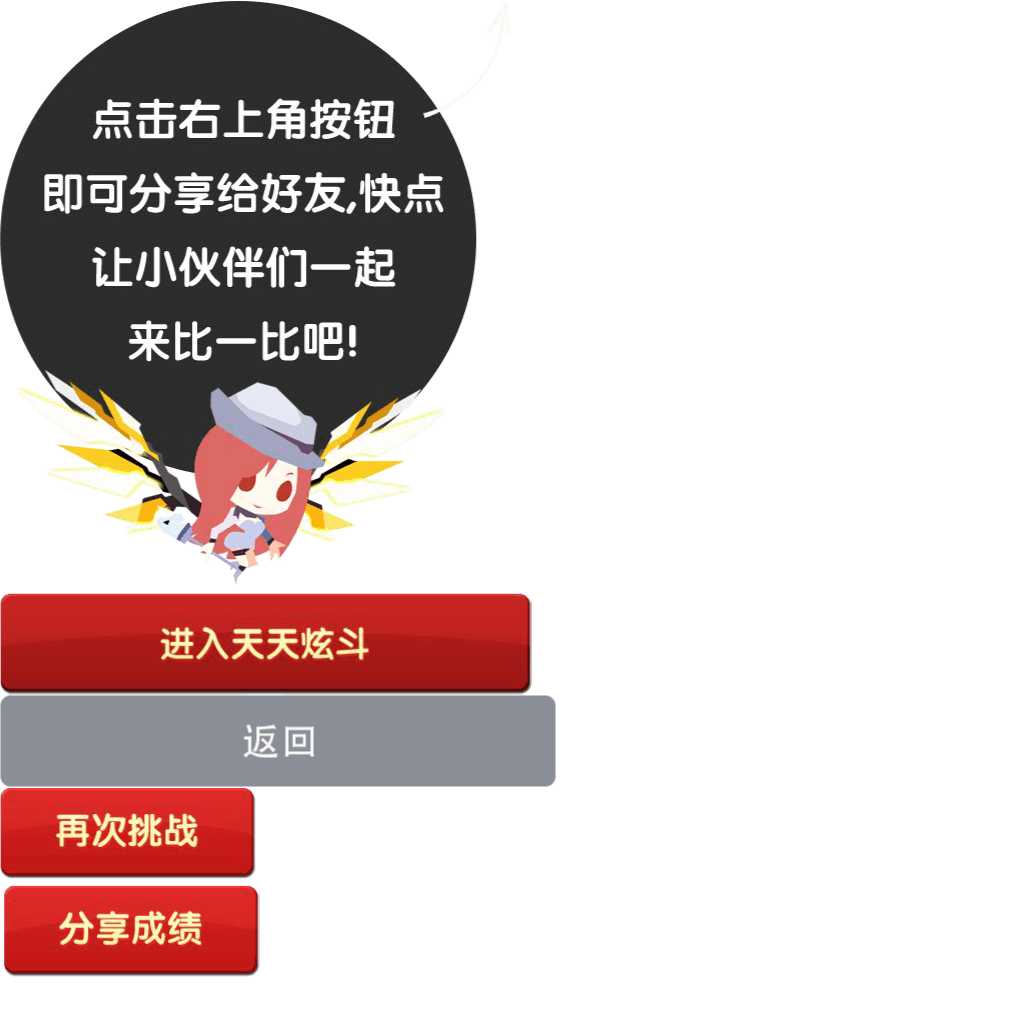 点击右上角按钮
即可分享给好友,快点
让小伙伴们一起
来比一比吧!
进入天天炫斗
返回
再次挑战
分享成绩